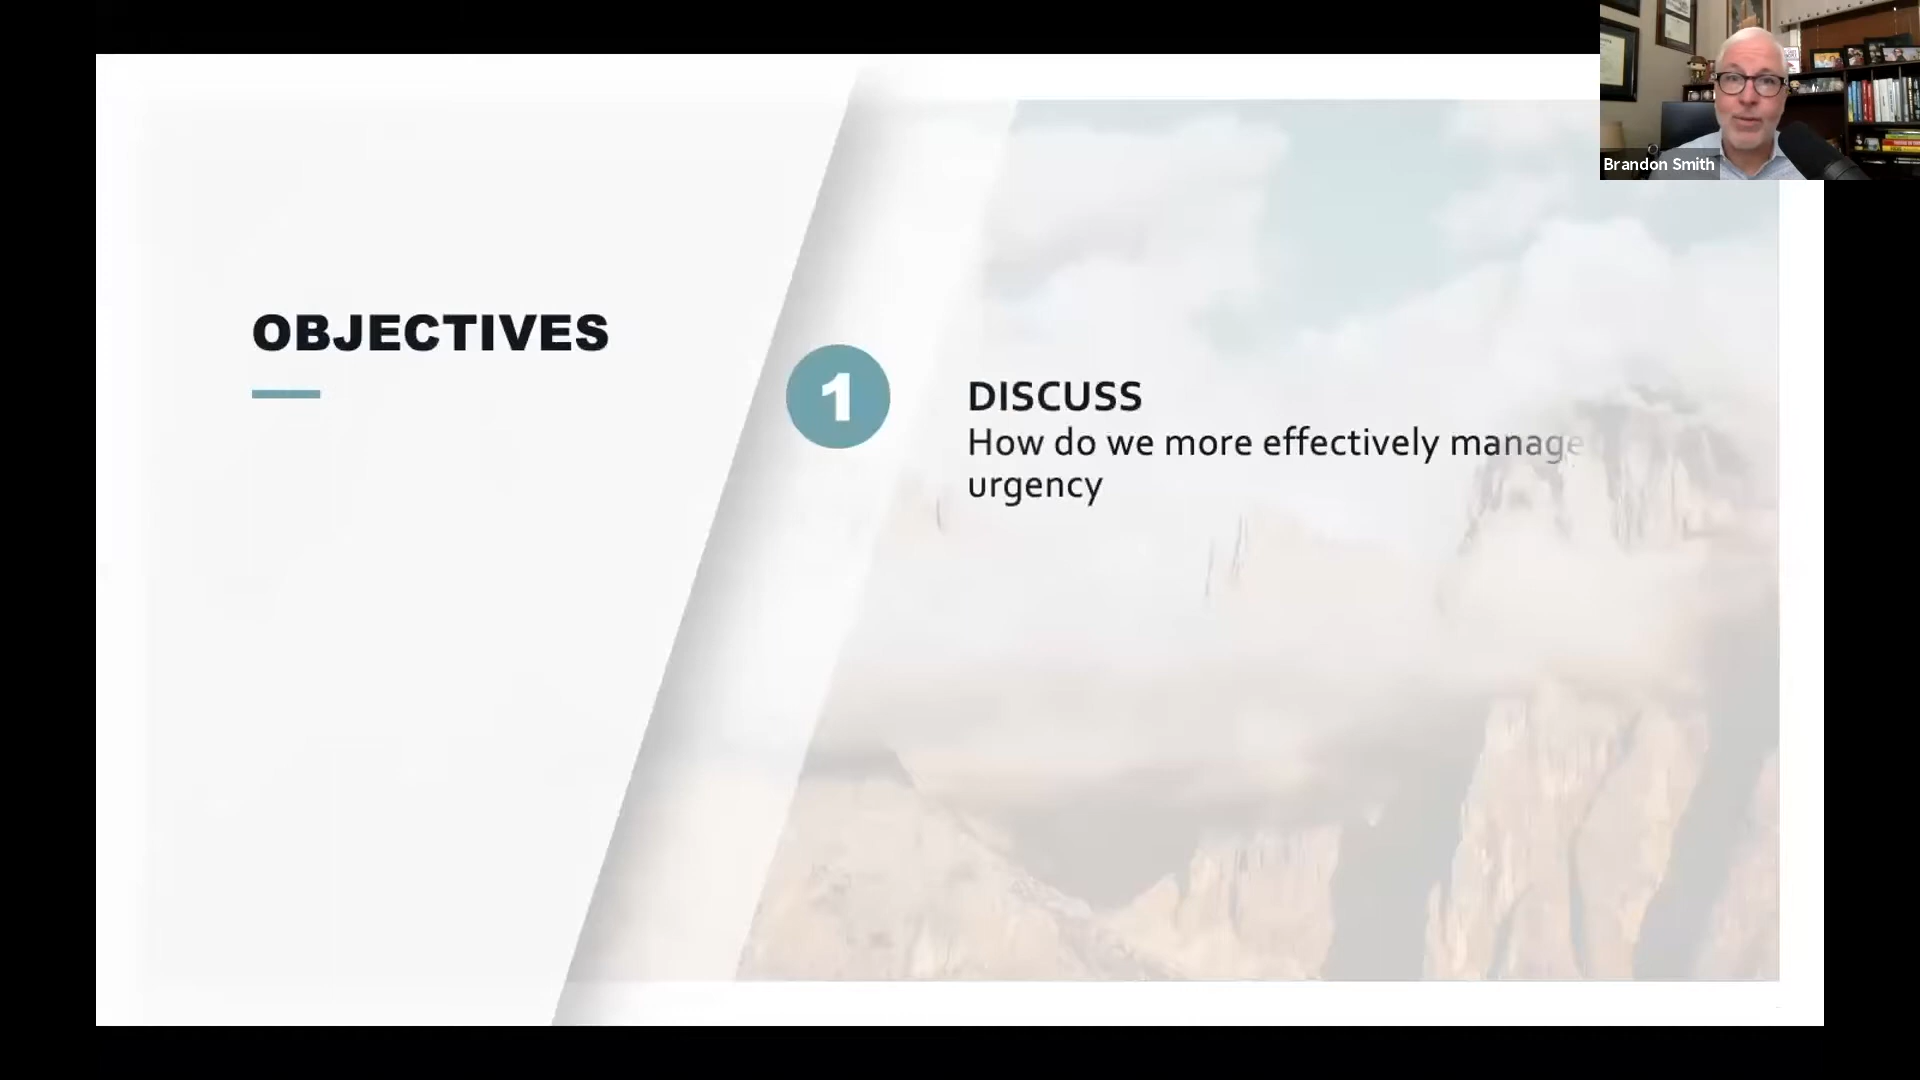 OBJECTIVES
1
DISCUSS
How do we more effectively manage
urgency
Brandon Smith